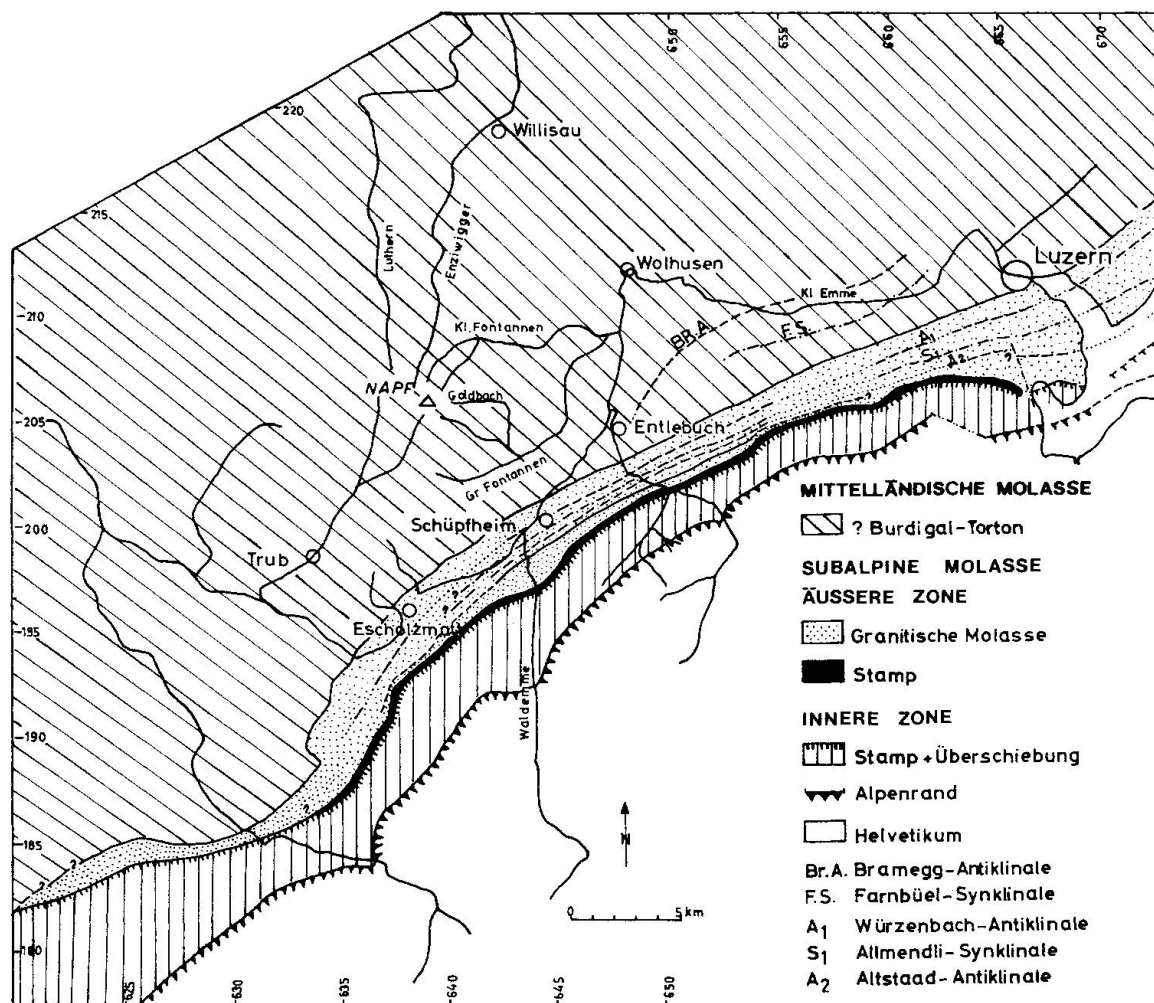 650
655
660
665
670
220
Willisau
215
Luthern
Enziwigger
Wolhusen
Luzern
Kl. Emme
210
Kl. Fontannen
Br.A.
F.S.
A1
S1
A2
?
NAPF
Goldbach
205
Entlebuch
Gr Fontannen
Schüpfheim
200
Trub
? ?
195
Escholzmatt
Waldemme
190
?
185
?
?
180
N
0 5 km
625
630
635
640
645
650
MITTELLÄNDISCHE MOLASSE
? Burdigal-Torton
SUBALPINE MOLASSE
ÄUSSERE ZONE
Granitische Molasse
Stamp
INNERE ZONE
Stamp + Überschiebung
Alpenrand
Helvetikum
Br.A. Bramegg-Antiklinale
F.S. Farnbüel-Synklinale
A1 Würzenbach-Antiklinale
S1 Allmendli-Synklinale
A2 Altstaad-Antiklinale